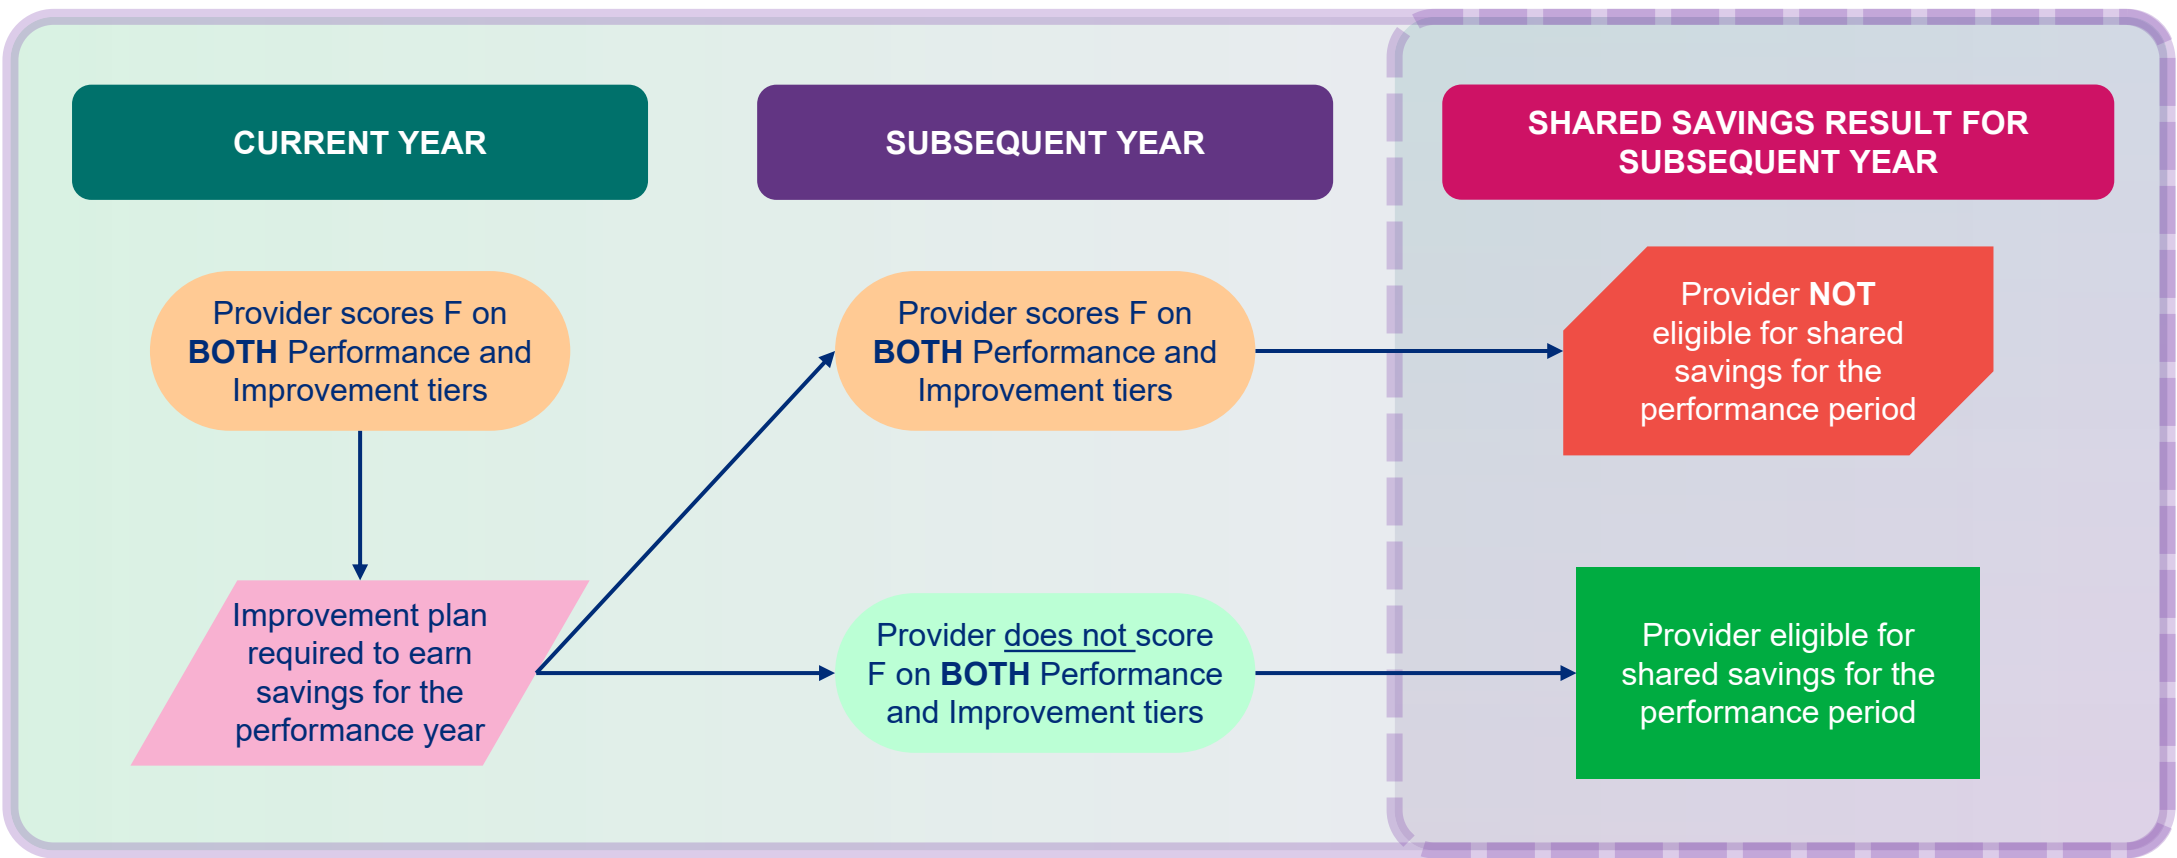 CURRENT YEAR
SUBSEQUENT YEAR
SHARED SAVINGS RESULT FOR
SUBSEQUENT YEAR
Provider scores F on
BOTH Performance and
Improvement tiers
Provider scores F on
BOTH Performance and
Improvement tiers
Provider NOT
eligible for shared
savings for the
performance period
Improvement plan
required to earn
savings for the
performance year
Provider does not score
F on BOTH Performance
and Improvement tiers
Provider eligible for
shared savings for the
performance period